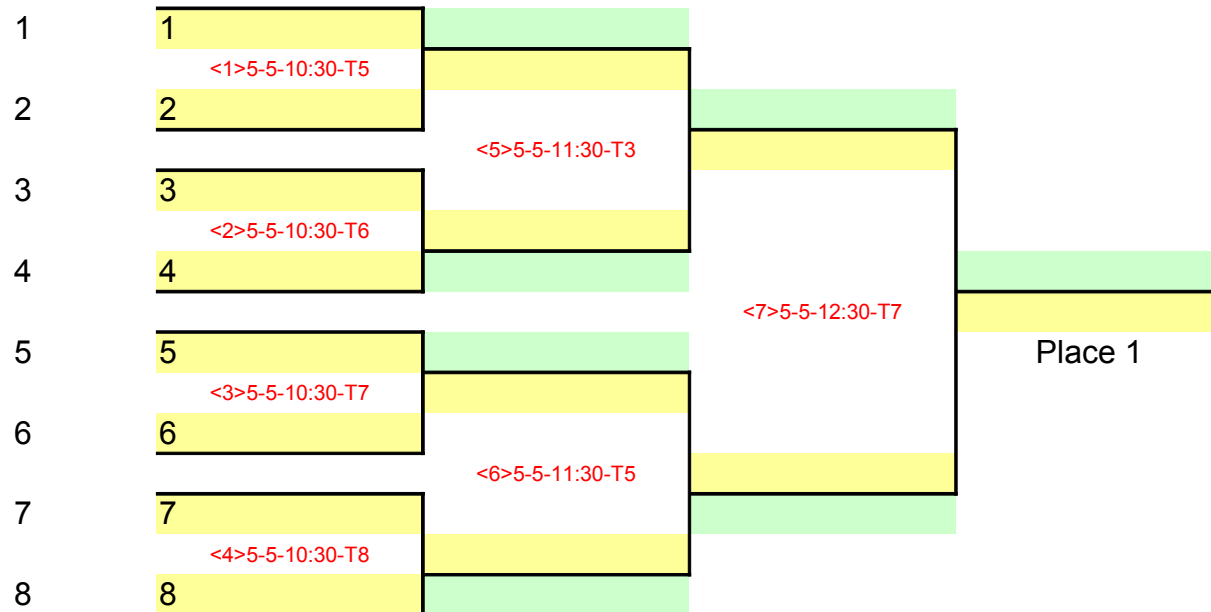 1 1
<1>5-5-10:30-T5
2 2
<5>5-5-11:30-T3
3 3
<2>5-5-10:30-T6
4 4
<7>5-5-12:30-T7
5 5
Place 1
<3>5-5-10:30-T7
6 6
<6>5-5-11:30-T5
7 7
<4>5-5-10:30-T8
8 8